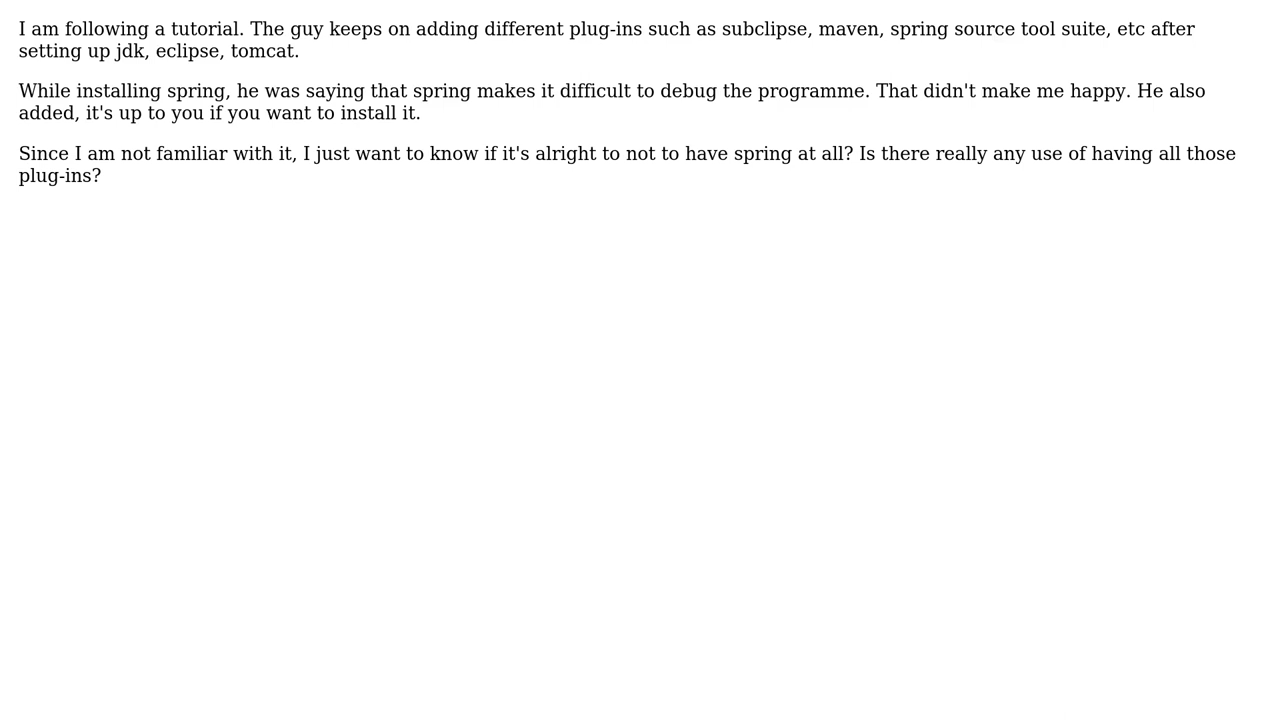 I am following a tutorial. The guy keeps on adding different plug-ins such as subclipse, maven, spring source tool suite, etc after
setting up jdk, eclipse, tomcat.
While installing spring, he was saying that spring makes it difficult to debug the programme. That didn't make me happy. He also
added, it's up to you if you want to install it.
Since I am not familiar with it, I just want to know if it's alright to not to have spring at all? Is there really any use of having all those
plug-ins?